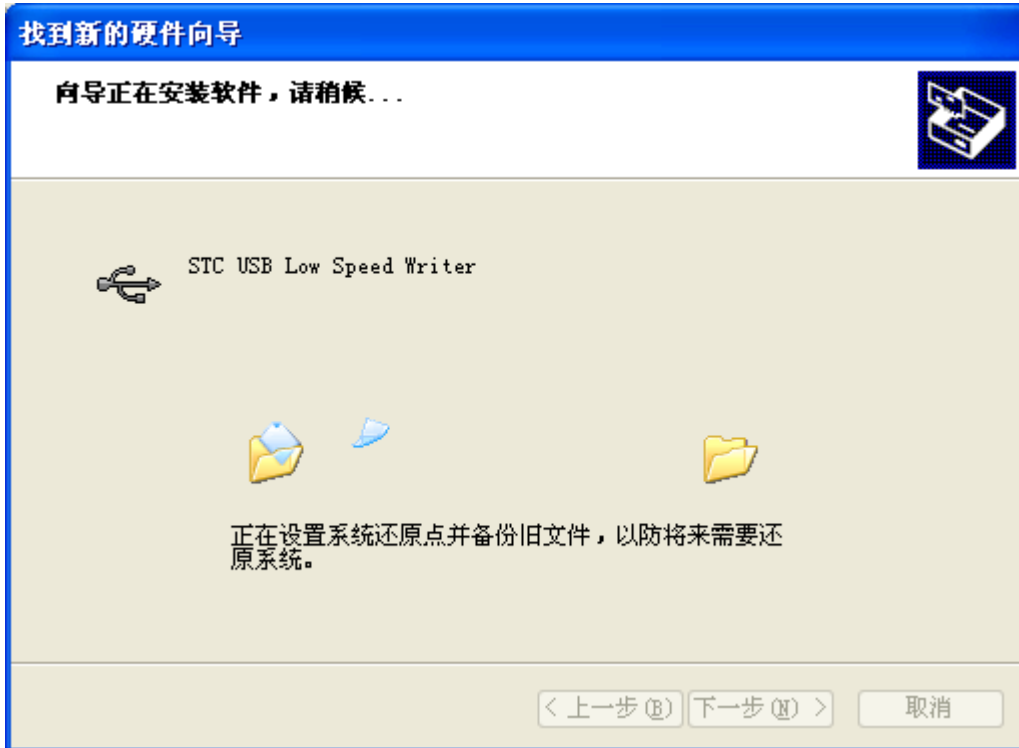 找到新的硬件向导
向导正在安装软件，请稍候...
STC USB Low Speed Writer
正在设置系统还原点并备份旧文件，以防将来需要还
原系统。
< 上一步(B) 下一步(N) > 取消